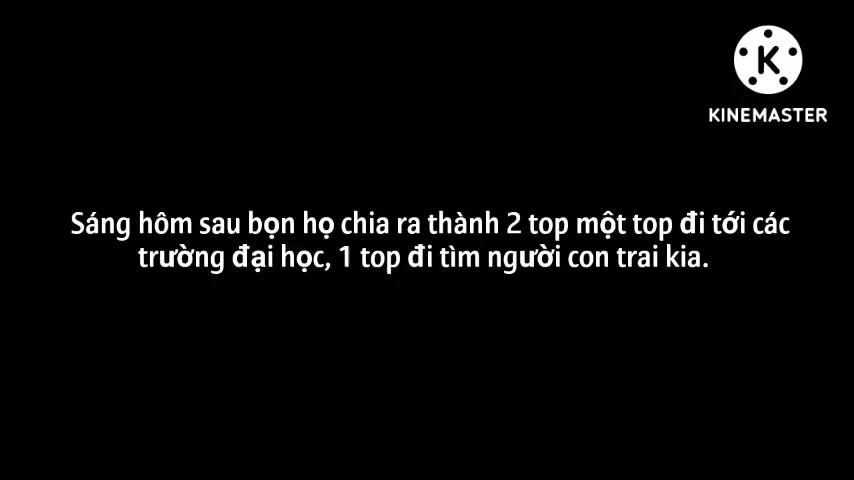 KINEMASTER
Sáng hôm sau bọn họ chia ra thành 2 top một top đi tới các
trường đại học, 1 top đi tìm người con trai kia.